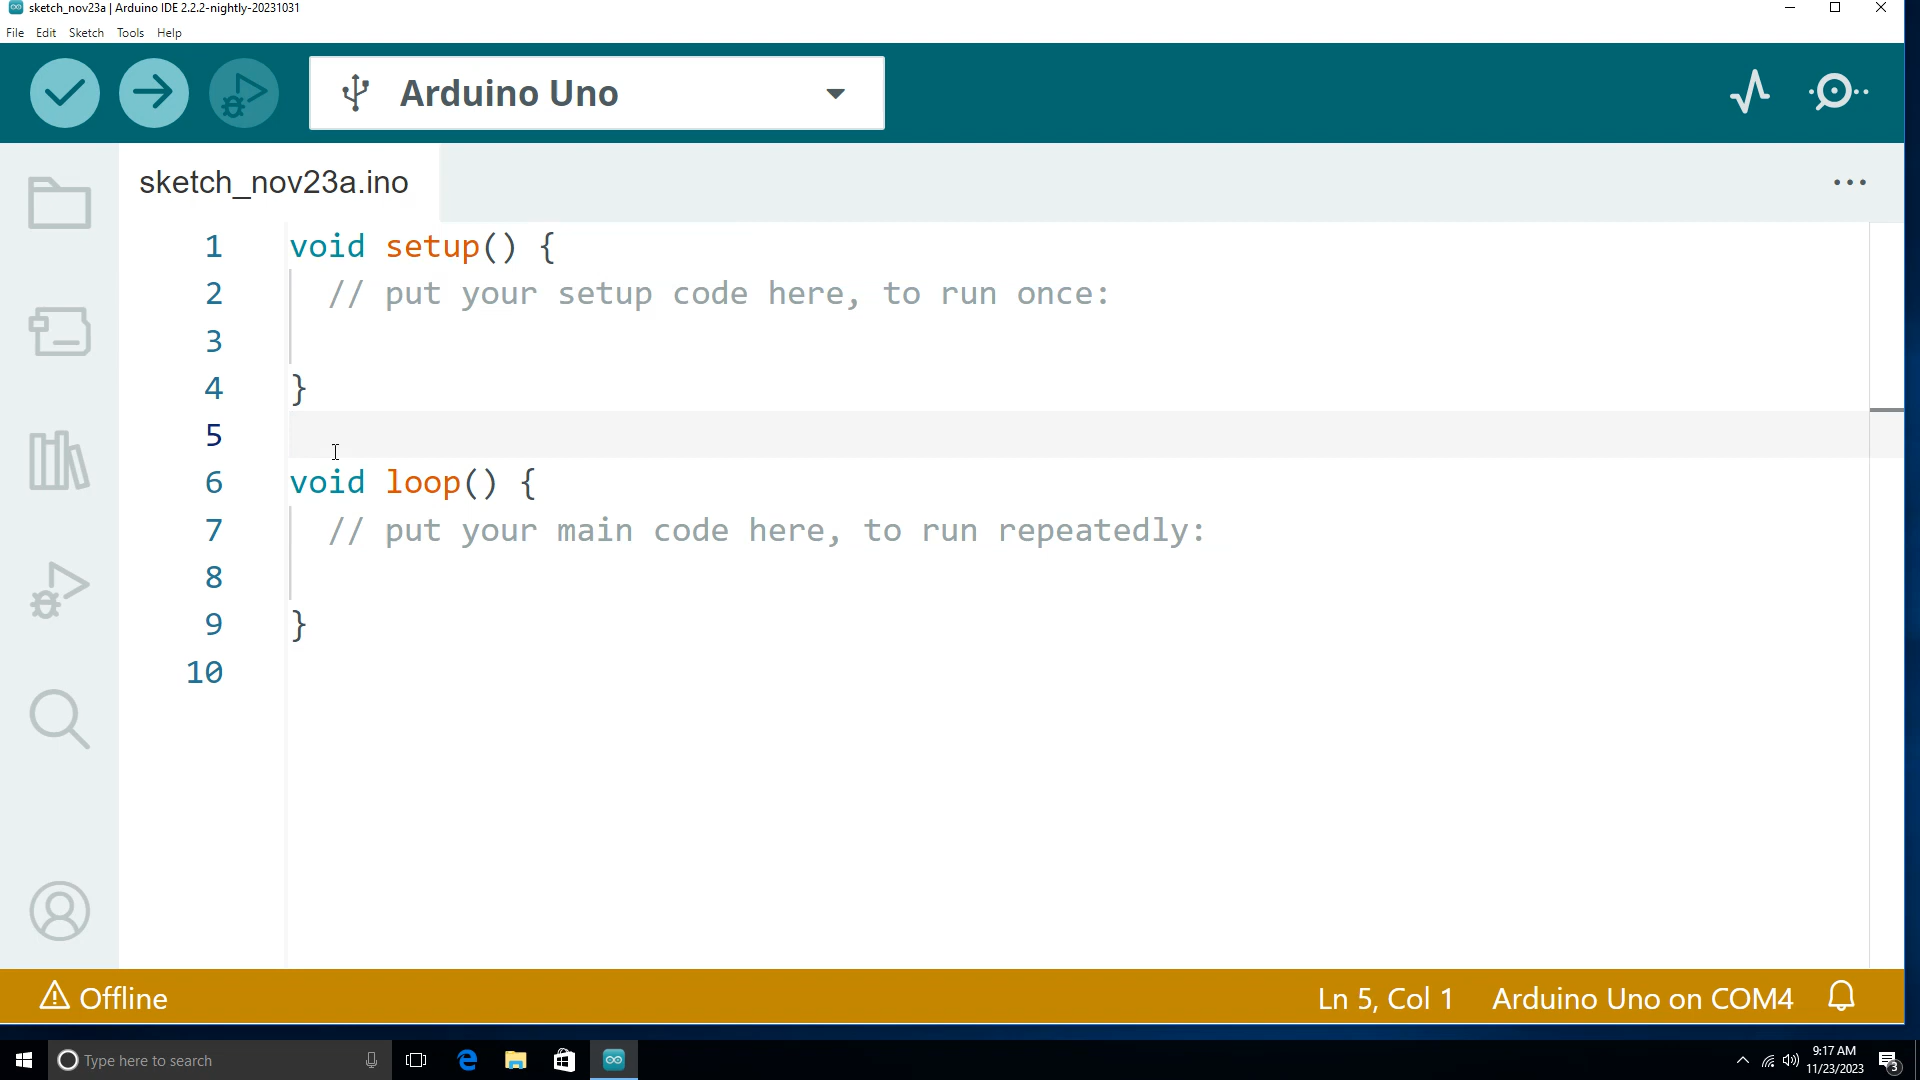 sketch_nov23a | Arduino IDE 2.2.2-nightly-20231031
File Edit Sketch Tools Help
Arduino Uno
sketch_nov23a.ino
1 void setup() {
2 // put your setup code here, to run once:
3
4 }
5
6 void loop() {
7 // put your main code here, to run repeatedly:
8
9 }
10
Offline Ln 5, Col 1 Arduino Uno on COM4
Type here to search
9:17 AM
11/23/2023
3